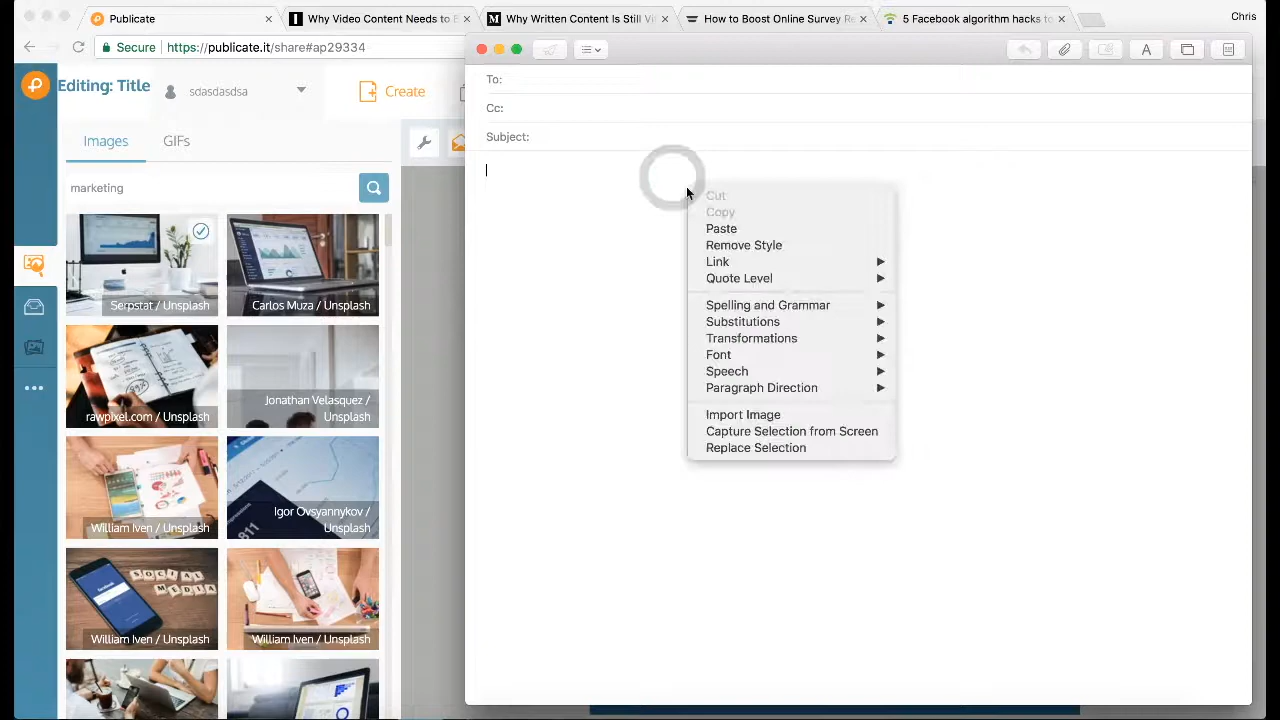 Publicate
Why Video Content Needs to B
Why Written Content Is Still Vi
How to Boost Online Survey Re
5 Facebook algorithm hacks to
Chris
Secure
https://publicate.it/share#ap29334
Editing: Title
sdasdasdsa
Create
Images
GIFs
marketing
Serpstat / Unsplash
Carlos Muza / Unsplash
rawpixel.com / Unsplash
Jonathan Velasquez /
Unsplash
William Iven / Unsplash
Igor Ovsyannykov /
Unsplash
William Iven / Unsplash
William Iven / Unsplash
To:
Cc:
Subject:
Cut
Copy
Paste
Remove Style
Link
Quote Level
Spelling and Grammar
Substitutions
Transformations
Font
Speech
Paragraph Direction
Import Image
Capture Selection from Screen
Replace Selection